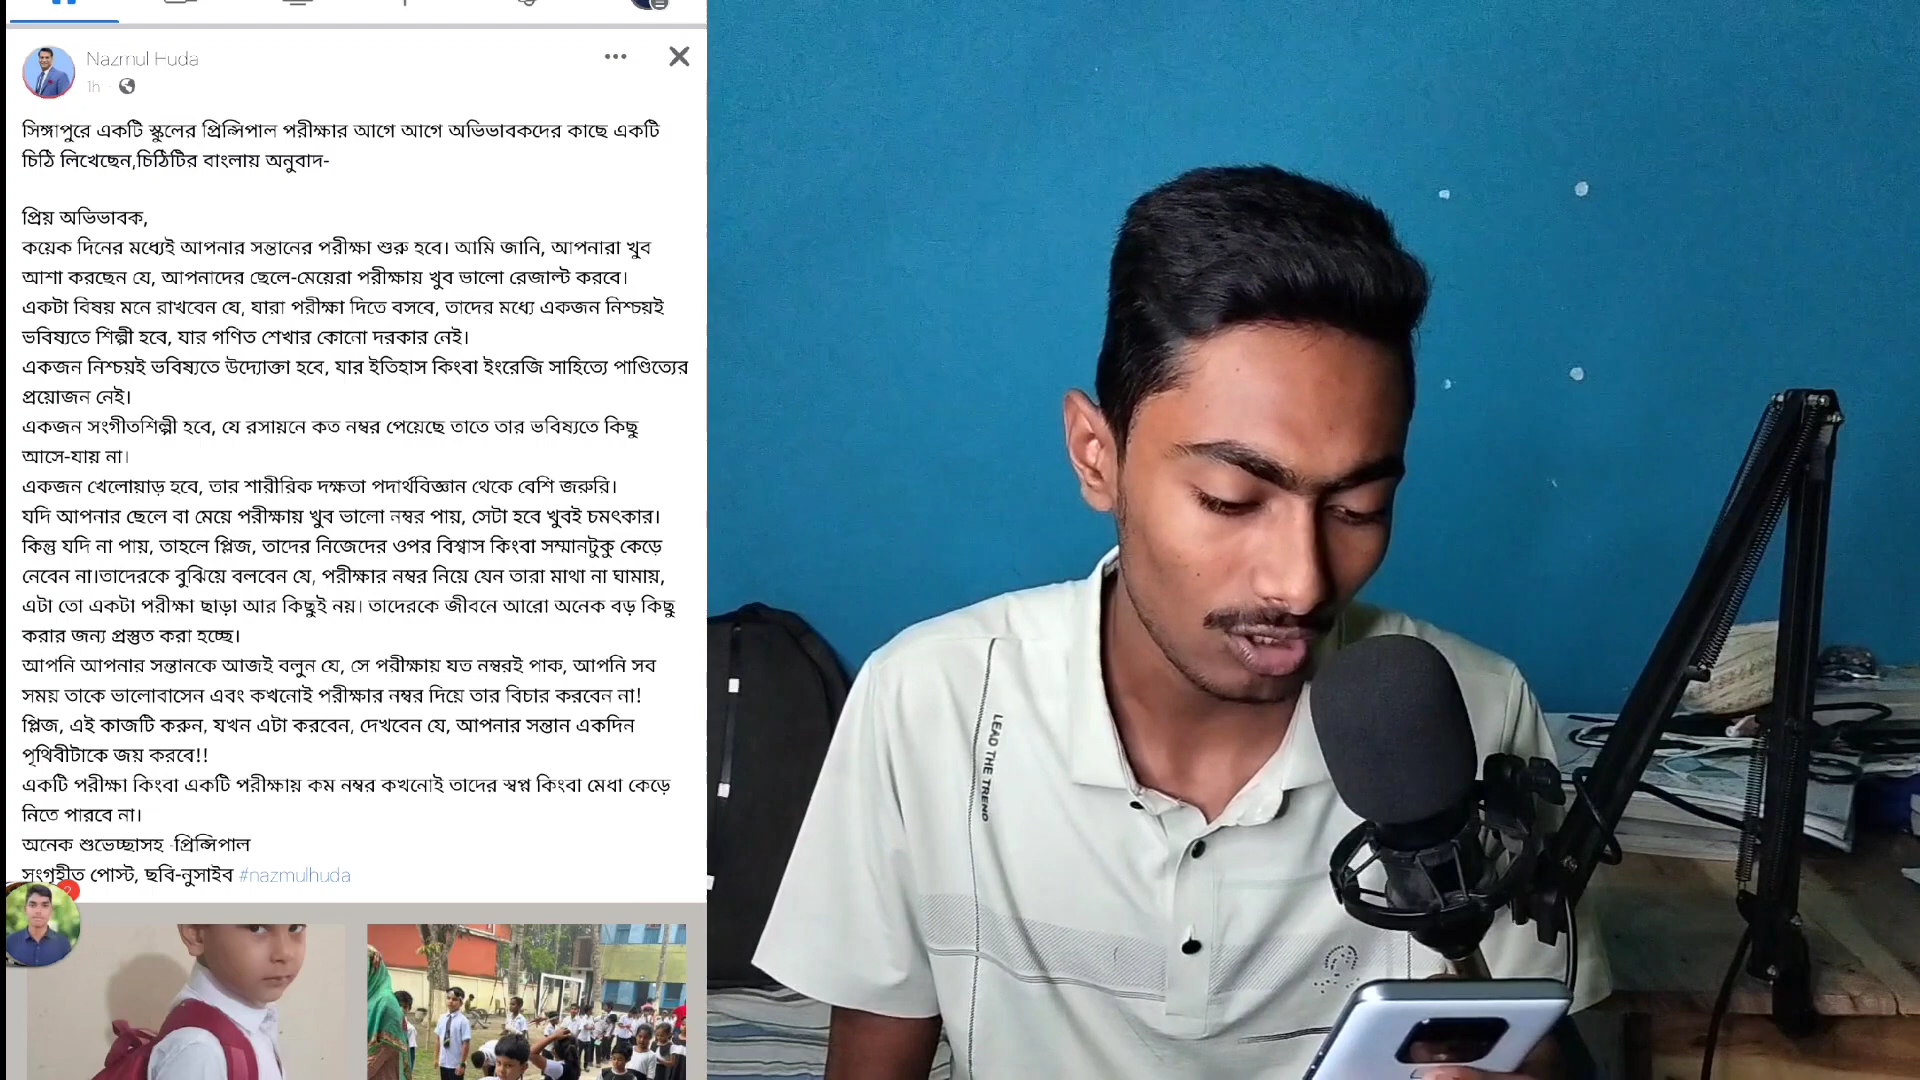 Nazmul Huda
1h
সিঙ্গাপুরে একটি স্কুলের প্রিন্সিপাল পরীক্ষার আগে আগে অভিভাবকদের কাছে একটি
চিঠি লিখেছেন,চিঠিটির বাংলায় অনুবাদ-
প্রিয় অভিভাবক,
কয়েক দিনের মধ্যেই আপনার সন্তানের পরীক্ষা শুরু হবে। আমি জানি, আপনারা খুব
আশা করছেন যে, আপনাদের ছেলে-মেয়েরা পরীক্ষায় খুব ভালো রেজাল্ট করবে।
একটা বিষয় মনে রাখবেন যে, যারা পরীক্ষা দিতে বসবে, তাদের মধ্যে একজন নিশ্চয়ই
ভবিষ্যতে শিল্পী হবে, যার গণিত শেখার কোনো দরকার নেই।
একজন নিশ্চয়ই ভবিষ্যতে উদ্যোক্তা হবে, যার ইতিহাস কিংবা ইংরেজি সাহিত্যে পাণ্ডিত্যের
প্রয়োজন নেই।
একজন সংগীতশিল্পী হবে, যে রসায়নে কত নম্বর পেয়েছে তাতে তার ভবিষ্যতে কিছু
আসে-যায় না।
একজন খেলোয়াড় হবে, তার শারীরিক দক্ষতা পদার্থবিজ্ঞান থেকে বেশি জরুরি।
যদি আপনার ছেলে বা মেয়ে পরীক্ষায় খুব ভালো নম্বর পায়, সেটা হবে খুবই চমৎকার।
কিন্তু যদি না পায়, তাহলে প্লিজ, তাদের নিজেদের ওপর বিশ্বাস কিংবা সম্মানটুকু কেড়ে
নেবেন না।তাদেরকে বুঝিয়ে বলবেন যে, পরীক্ষার নম্বর নিয়ে যেন তারা মাথা না ঘামায়,
এটা তো একটা পরীক্ষা ছাড়া আর কিছুই নয়। তাদেরকে জীবনে আরো অনেক বড় কিছু
করার জন্য প্রস্তুত করা হচ্ছে।
আপনি আপনার সন্তানকে আজই বলুন যে, সে পরীক্ষায় যত নম্বরই পাক, আপনি সব
সময় তাকে ভালোবাসেন এবং কখনোই পরীক্ষার নম্বর দিয়ে তার বিচার করবেন না!
প্লিজ, এই কাজটি করুন, যখন এটা করবেন, দেখবেন যে, আপনার সন্তান একদিন
পৃথিবীটাকে জয় করবে!!
একটি পরীক্ষা কিংবা একটি পরীক্ষায় কম নম্বর কখনোই তাদের স্বপ্ন কিংবা মেধা কেড়ে
নিতে পারবে না।
অনেক শুভেচ্ছাসহ -প্রিন্সিপাল
সংগৃহীত পোস্ট, ছবি-নুসাইব #nazmulhuda
2
LEAD THE TREND